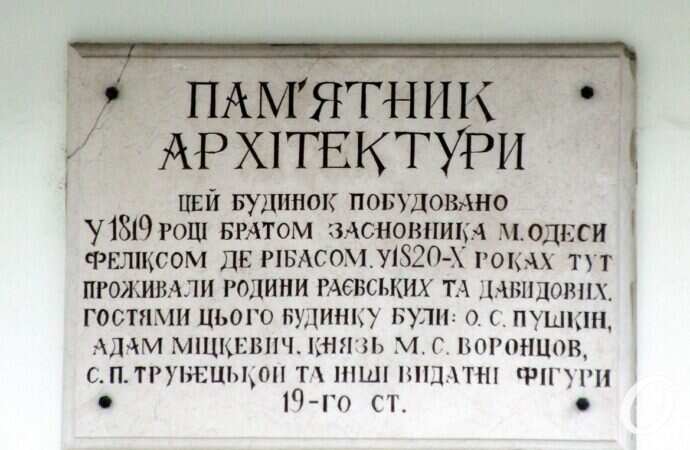 ПАМ'ЯТНИК
АРХІТЕКТУРИ
ЦЕЙ БУДИНОК ПОБУДОВАНО
У 1819 РОЦІ БРАТОМ ЗАСНОВНИКА М. ОДЕСИ
ФЕЛІКСОМ ДЕ РІБАСОМ. У 1820-Х РОКАХ ТУТ
ПРОЖИВАЛИ РОДИНИ РАЄВСЬКИХ ТА ДАВИДОВИХ.
ГОСТЯМИ ЦЬОГО БУДИНКУ БУЛИ: О. С. ПУШКІН,
АДАМ МІЦКЕВИЧ, КНЯЗЬ М. С. ВОРОНЦОВ,
С. П. ТРУБЕЦЬКОЙ ТА ІНШІ ВИДАТНІ ФІГУРИ
19-ГО СТ.